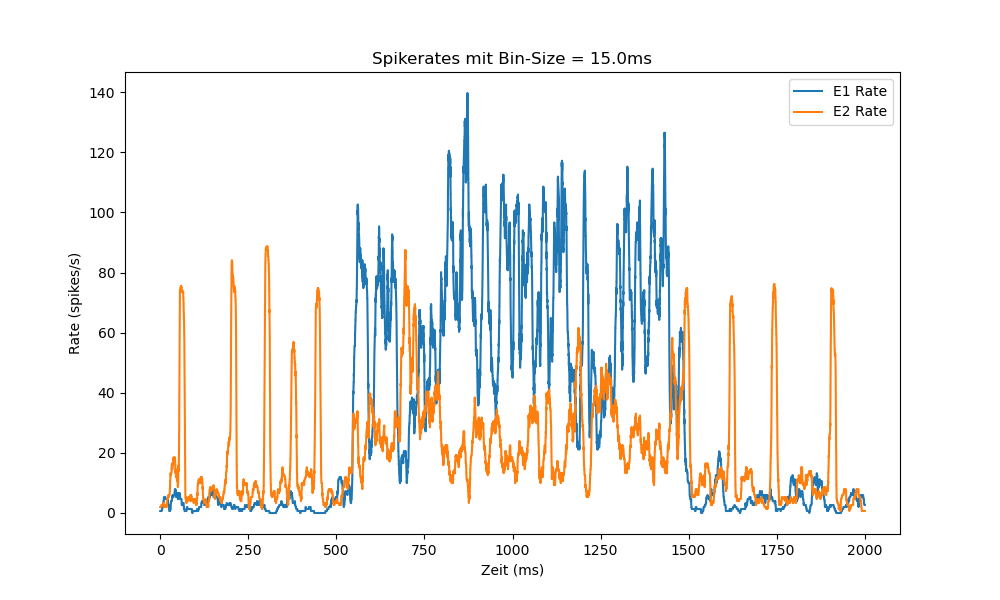 Spikerates mit Bin-Size = 15.0ms
E1 Rate
E2 Rate
Rate (spikes/s)
140
120
100
80
60
40
20
0
0 250 500 750 1000 1250 1500 1750 2000
Zeit (ms)